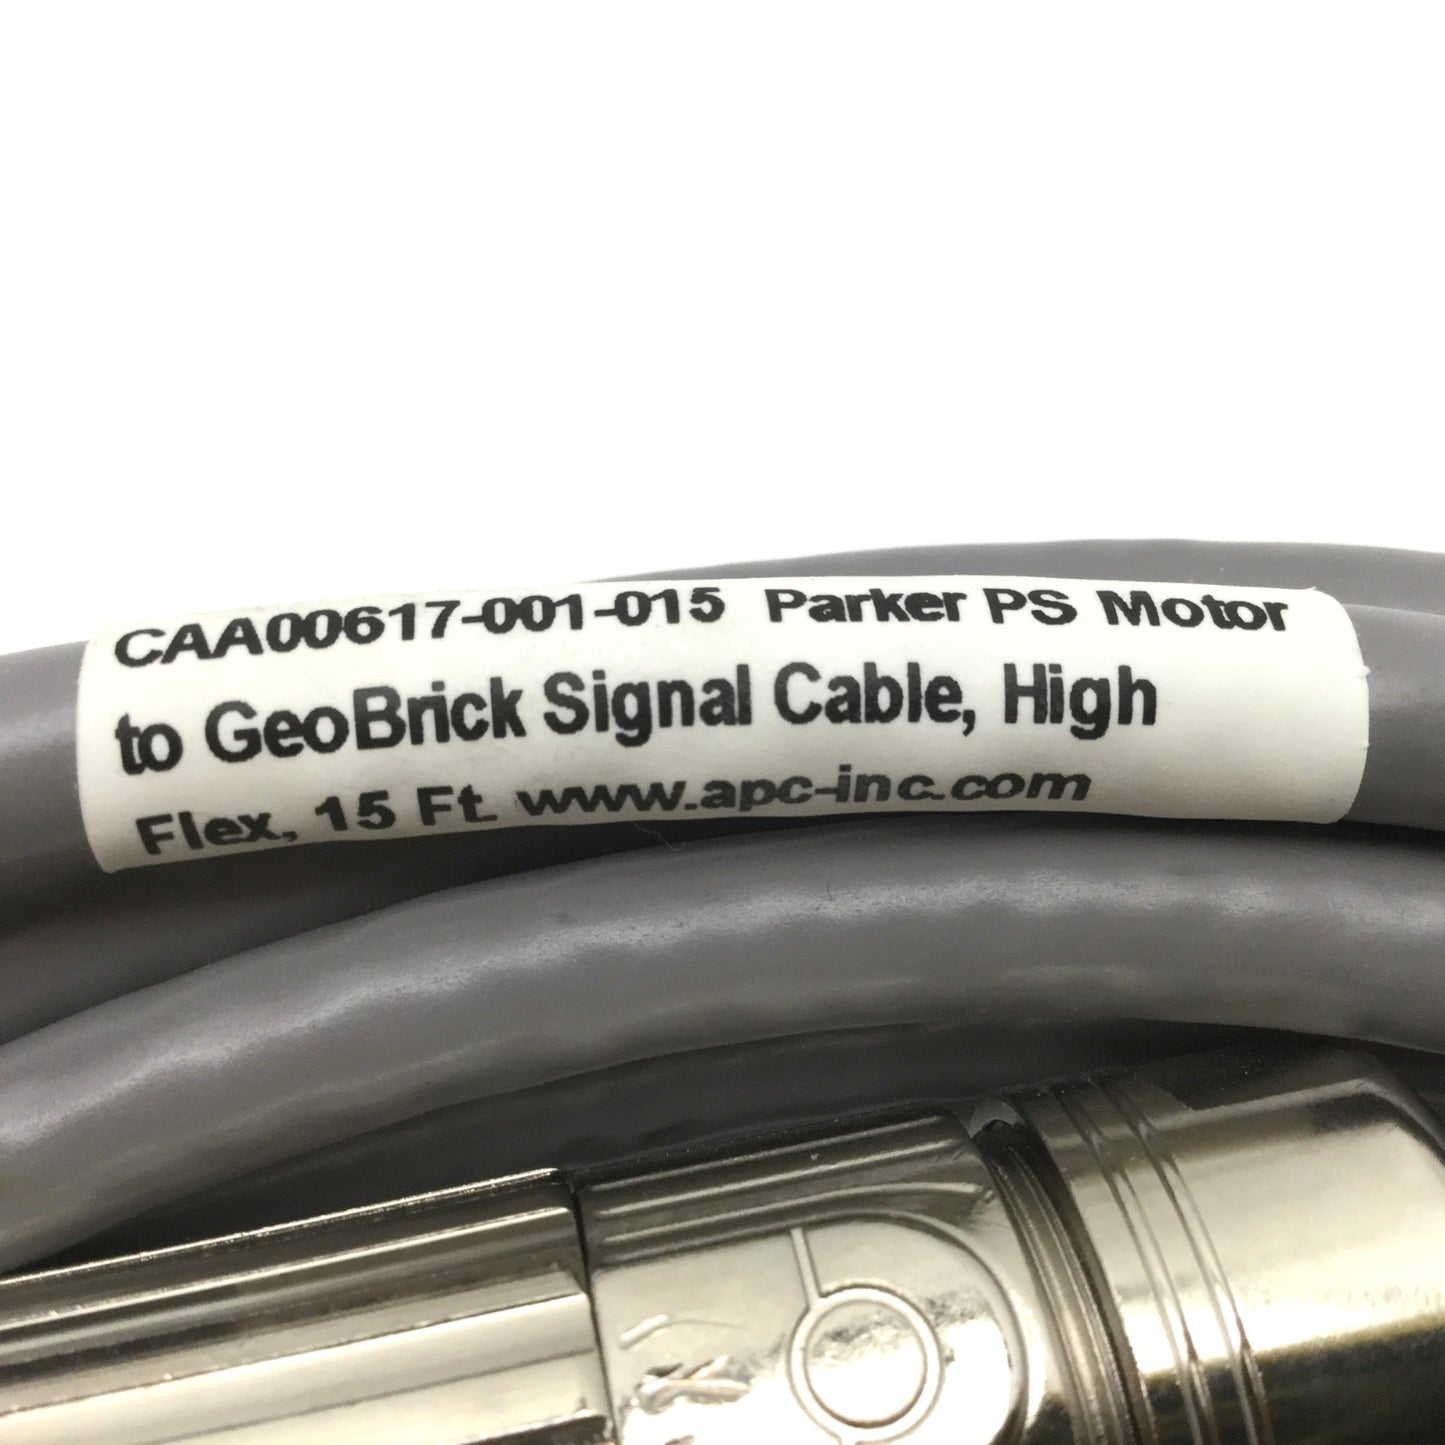 CAA00617-001-015 Parker PS Motor
to GeoBrick Signal Cable, High
Flex, 15 Ft. www.apc-inc.com